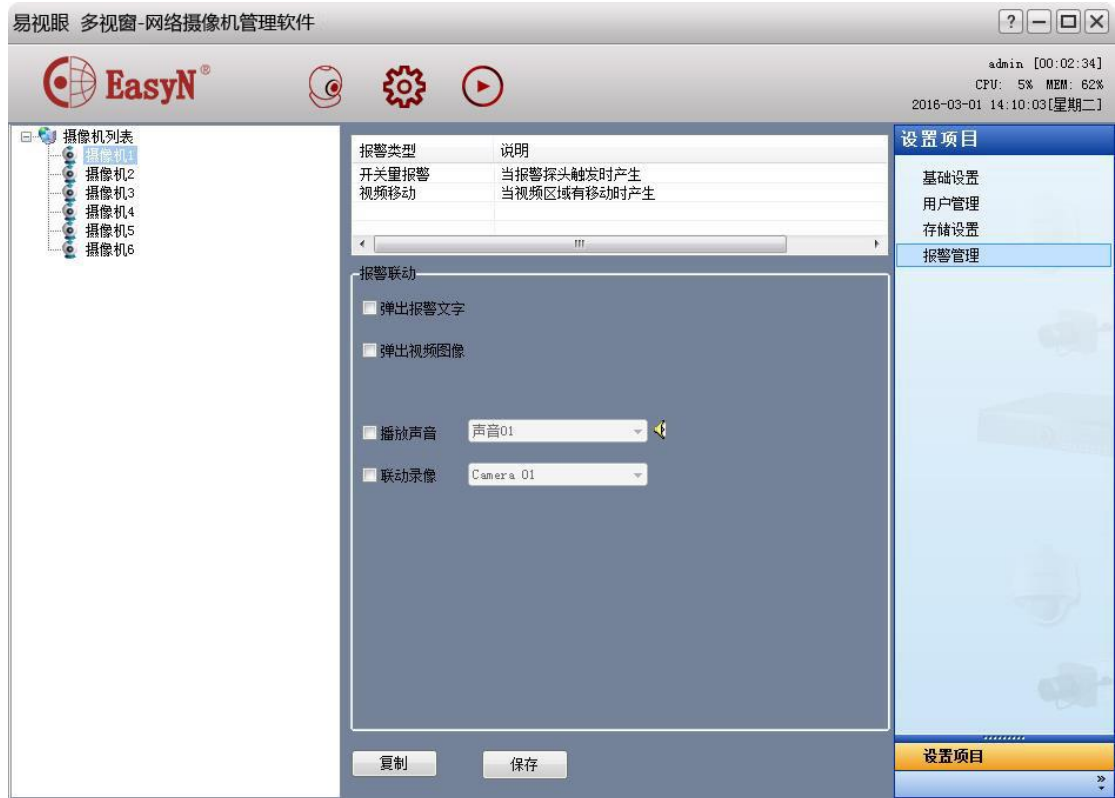 易视眼 多视窗-网络摄像机管理软件
EasyN®
admin [00:02:34]
CPU: 5% MEM: 62%
2016-03-01 14:10:03[星期二]
摄像机列表
摄像机1
摄像机2
摄像机3
摄像机4
摄像机5
摄像机6
报警类型 说明
开关量报警 当报警探头触发时产生
视频移动 当视频区域有移动时产生
报警联动
弹出报警文字
弹出视频图像
播放声音 声音01
联动录像 Camera 01
复制 保存
设置项目
基础设置
用户管理
存储设置
报警管理
设置项目